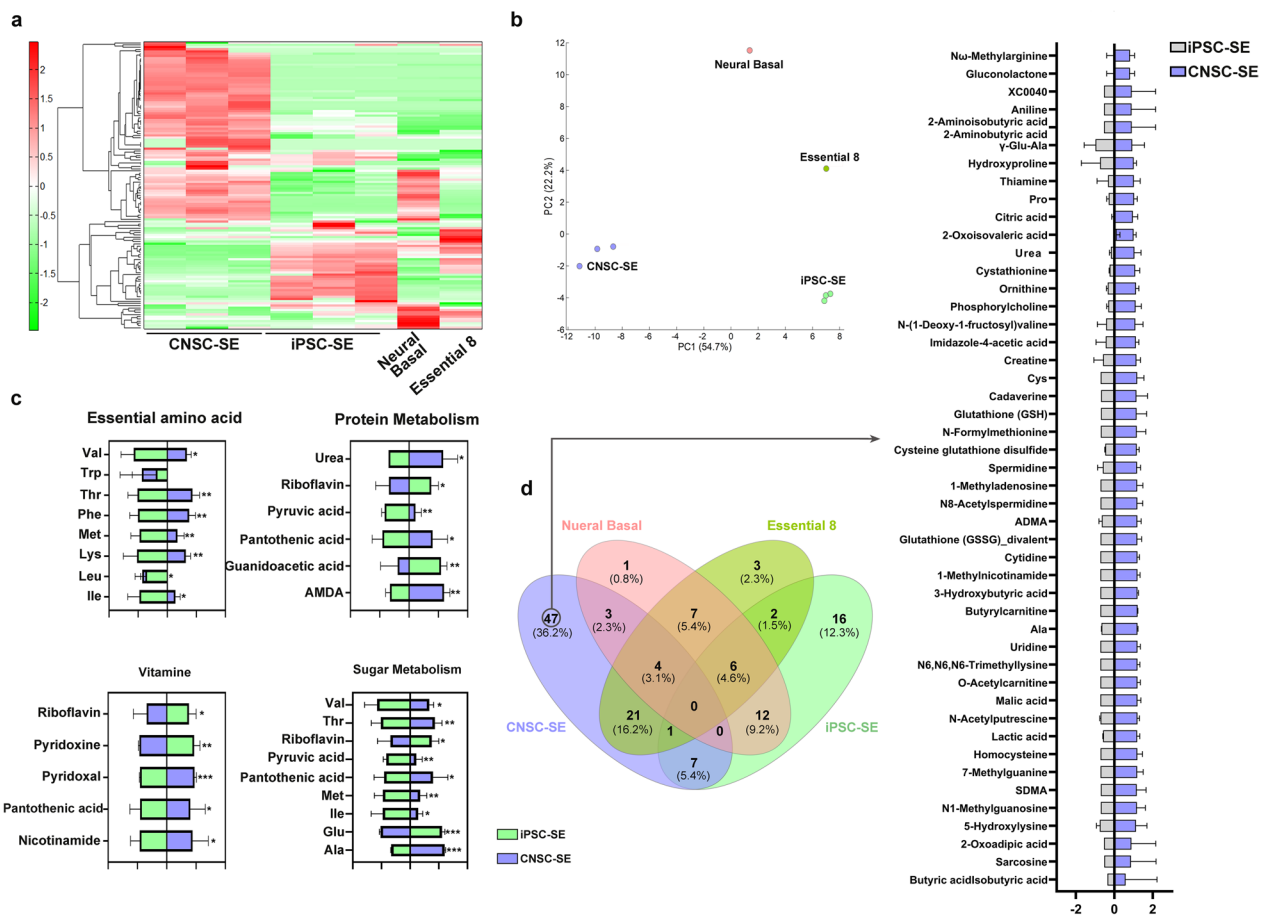 a
2
1.5
1
0.5
0
-0.5
-1
-1.5
-2
CNSC-SE
iPSC-SE
Neural
Basal
Essential 8
b
12
10
8
6
4
2
0
-2
-4
-6
PC2 (22.2%)
Neural Basal
Essential 8
CNSC-SE
iPSC-SE
-12 -10 -8 -6 -4 -2 0 2 4 6 8
PC1 (54.7%)
iPSC-SE
CNSC-SE
Nω-Methylarginine
Gluconolactone
XC0040
Aniline
2-Aminoisobutyric acid
2-Aminobutyric acid
γ-Glu-Ala
Hydroxyproline
Thiamine
Pro
Citric acid
2-Oxoisovaleric acid
Urea
Cystathionine
Ornithine
Phosphorylcholine
N-(1-Deoxy-1-fructosyl)valine
Imidazole-4-acetic acid
Creatine
Cys
Cadaverine
Glutathione (GSH)
N-Formylmethionine
Cysteine glutathione disulfide
Spermidine
1-Methyladenosine
N8-Acetylspermidine
ADMA
Glutathione (GSSG)_divalent
Cytidine
1-Methylnicotinamide
3-Hydroxybutyric acid
Butyrylcarnitine
Ala
Uridine
N6,N6,N6-Trimethyllysine
O-Acetylcarnitine
Malic acid
N-Acetylputrescine
Lactic acid
Homocysteine
7-Methylguanine
SDMA
N1-Methylguanosine
5-Hydroxylysine
2-Oxoadipic acid
Sarcosine
Butyric acidIsobutyric acid
-2 0 2
c
Essential amino acid
Val *
Trp
Thr **
Phe **
Met **
Lys **
Leu *
Ile *
Protein Metabolism
Urea *
Riboflavin *
Pyruvic acid **
Pantothenic acid *
Guanidoacetic acid **
AMDA **
Vitamine
Riboflavin *
Pyridoxine **
Pyridoxal ***
Pantothenic acid *
Nicotinamide *
Sugar Metabolism
Val *
Thr **
Riboflavin *
Pyruvic acid **
Pantothenic acid *
Met **
Ile *
Glu ***
Ala ***
iPSC-SE
CNSC-SE
d
Nueral Basal
Essential 8
CNSC-SE
iPSC-SE
1
(0.8%)
3
(2.3%)
47
(36.2%)
3
(2.3%)
7
(5.4%)
2
(1.5%)
16
(12.3%)
4
(3.1%)
6
(4.6%)
0
21
(16.2%)
1
0
12
(9.2%)
7
(5.4%)